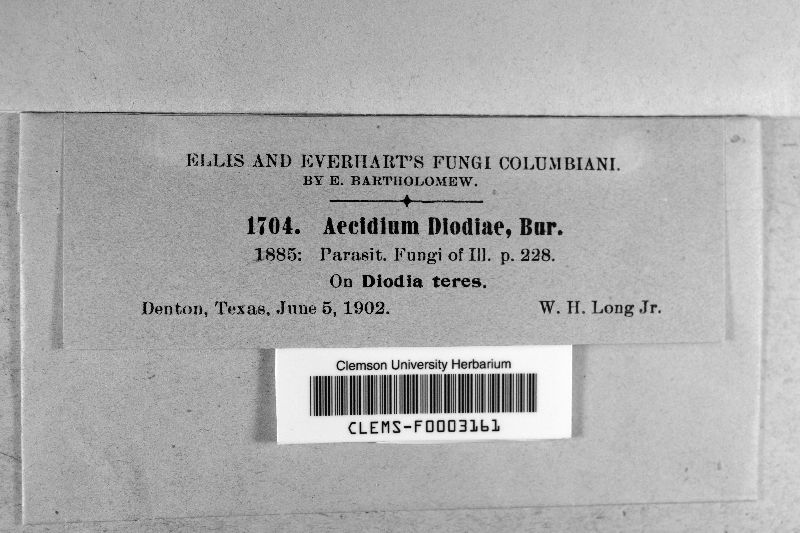 ELLIS AND EVERHART'S FUNGI COLUMBIANI.
BY E. BARTHOLOMEW.
1704. Aecidium Diodiae, Bur.
1885: Parasit. Fungi of Ill. p. 228.
On Diodia teres.
Denton, Texas, June 5, 1902. W. H. Long Jr.
Clemson University Herbarium
CLEMS-F0003161